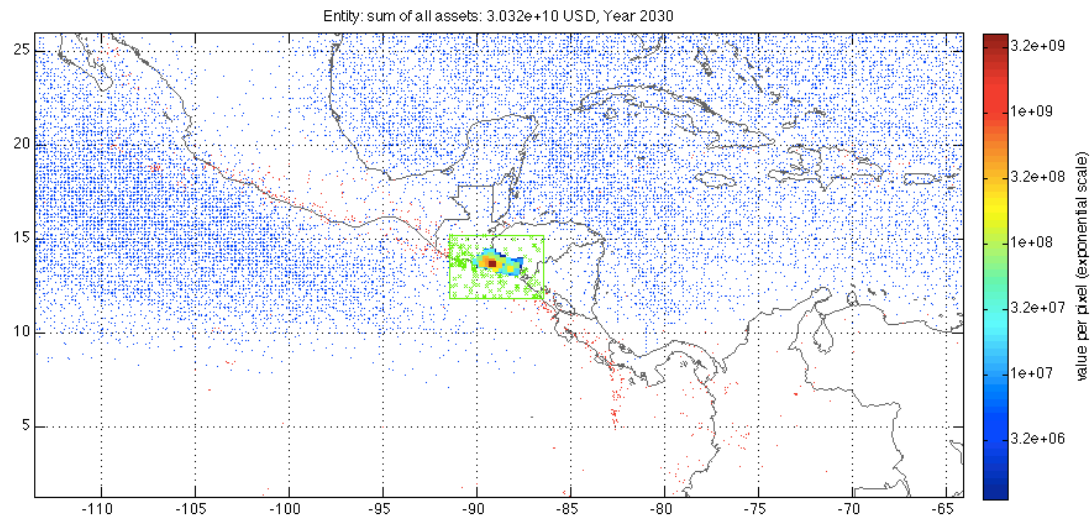 Entity: sum of all assets: 3.032e+10 USD, Year 2030
25
20
15
10
5
-110
-105
-100
-95
-90
-85
-80
-75
-70
-65
3.2e+09
1e+09
3.2e+08
1e+08
3.2e+07
1e+07
3.2e+06
value per pixel (exponential scale)